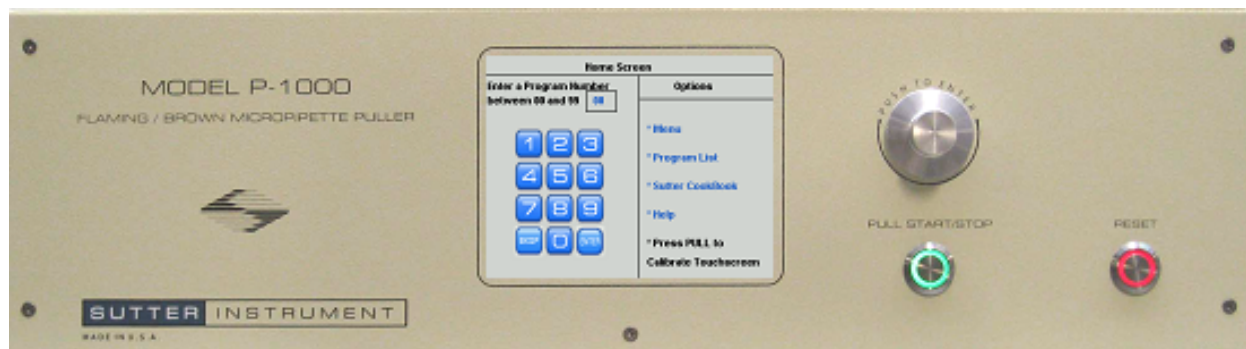 MODEL P-1000
FLAMING / BROWN MICROPIPETTE PULLER
SUTTER INSTRUMENT
MADE IN U.S.A.
Home Screen
Enter a Program Number
between 00 and 99 00
1 2 3
4 5 6
7 8 9
0 ENTER
Options
* Menu
* Program List
* Sutter CookBook
* Help
* Press PULL to
Calibrate Touchscreen
PUSH TO ENTER
PULL START/STOP
RESET